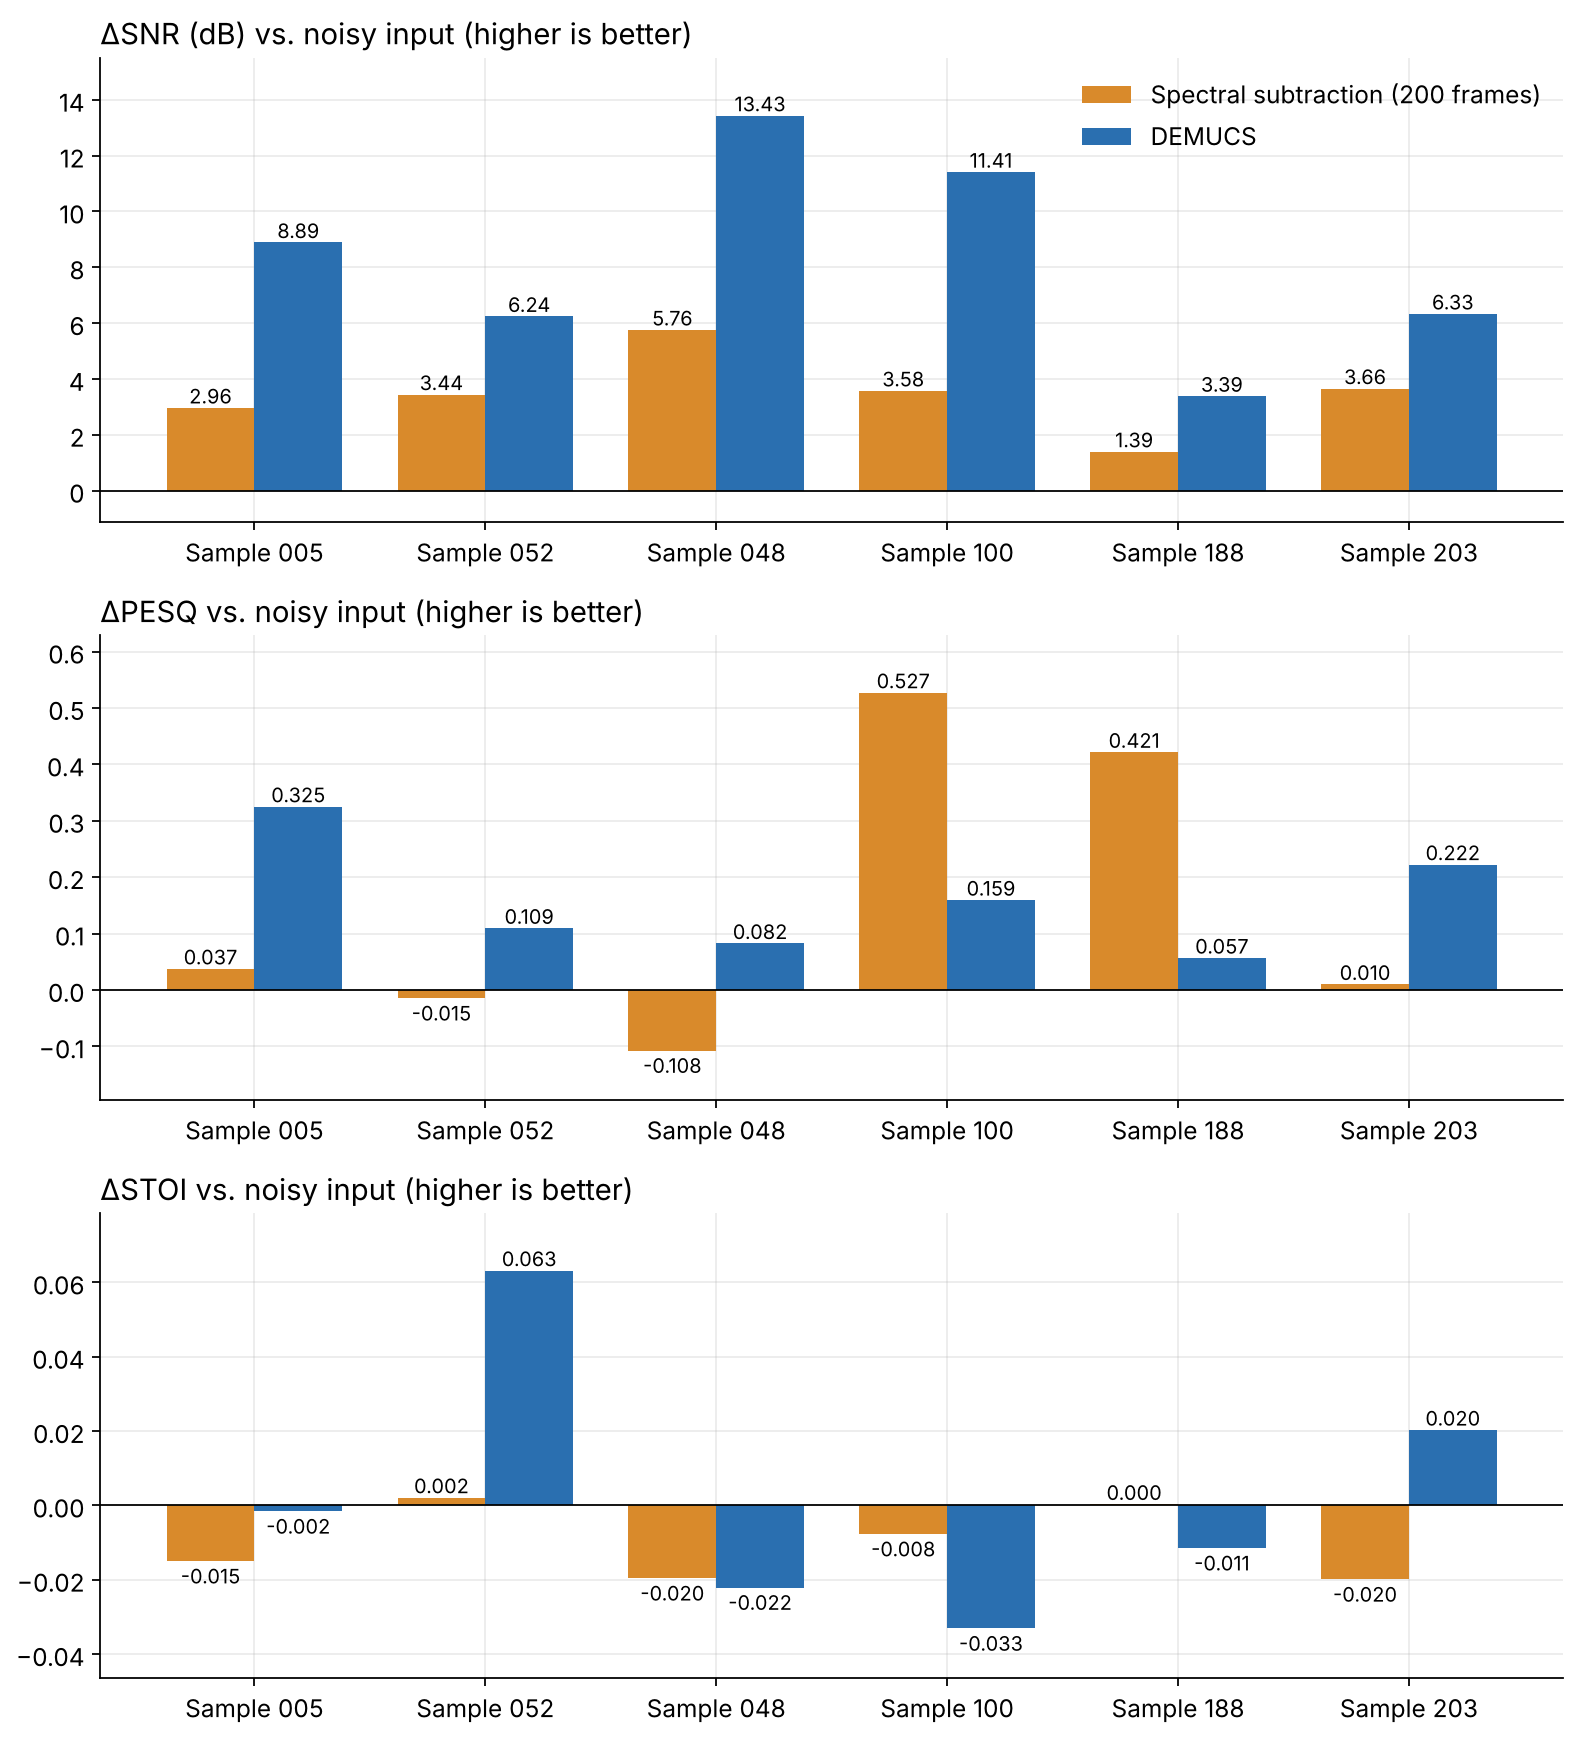 ΔSNR (dB) vs. noisy input (higher is better)
Spectral subtraction (200 frames)
DEMUCS
14
12
10
8
6
4
2
0
2.96
8.89
3.44
6.24
5.76
13.43
3.58
11.41
1.39
3.39
3.66
6.33
Sample 005
Sample 052
Sample 048
Sample 100
Sample 188
Sample 203
ΔPESQ vs. noisy input (higher is better)
0.6
0.5
0.4
0.3
0.2
0.1
0.0
−0.1
0.037
0.325
-0.015
0.109
-0.108
0.082
0.527
0.159
0.421
0.057
0.010
0.222
Sample 005
Sample 052
Sample 048
Sample 100
Sample 188
Sample 203
ΔSTOI vs. noisy input (higher is better)
0.06
0.04
0.02
0.00
−0.02
−0.04
-0.015
-0.002
0.002
0.063
-0.020
-0.022
-0.008
-0.033
0.000
-0.011
-0.020
0.020
Sample 005
Sample 052
Sample 048
Sample 100
Sample 188
Sample 203